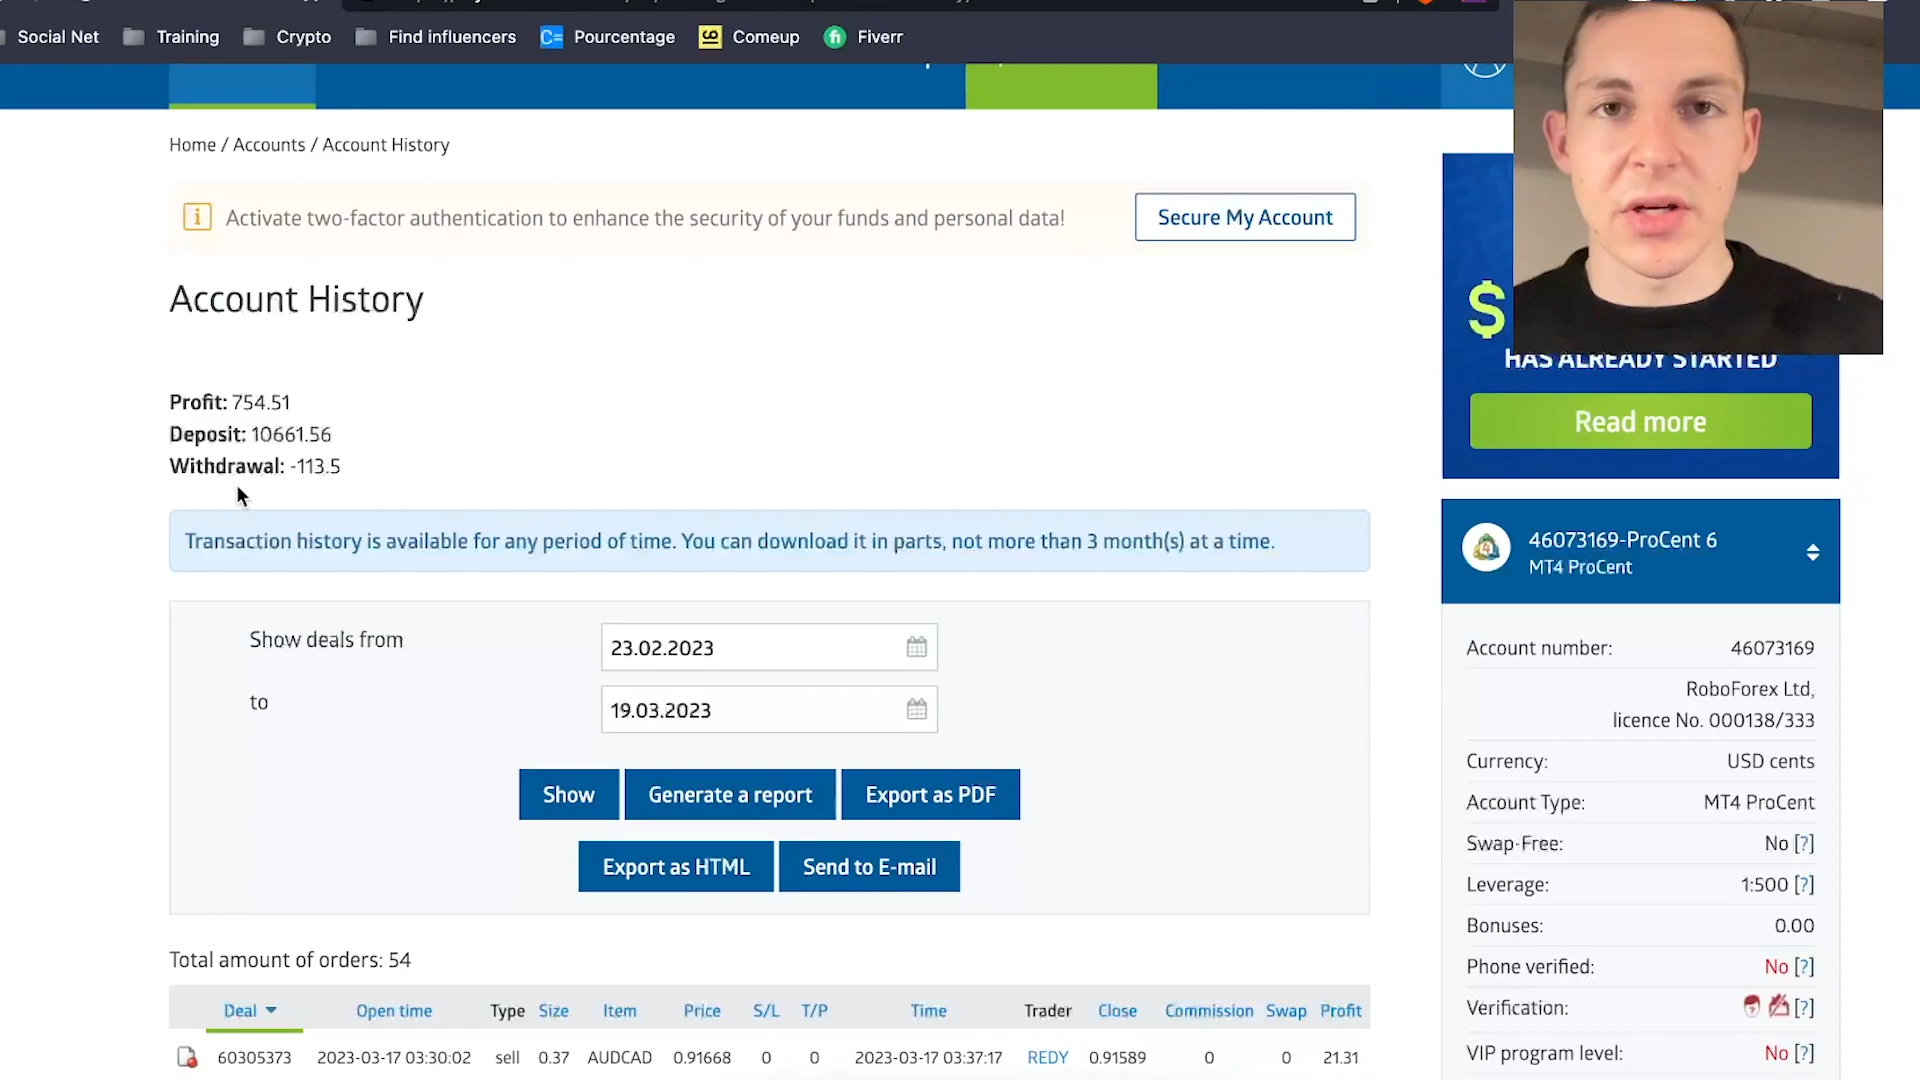 Social Net
Training
Crypto
Find influencers
Pourcentage
Comeup
Fiverr
Home / Accounts / Account History
Activate two-factor authentication to enhance the security of your funds and personal data!
Secure My Account
Account History
$
HAS ALREADY STARTED
Read more
Profit: 754.51
Deposit: 10661.56
Withdrawal: -113.5
Transaction history is available for any period of time. You can download it in parts, not more than 3 month(s) at a time.
Show deals from
23.02.2023
to
19.03.2023
Show
Generate a report
Export as PDF
Export as HTML
Send to E-mail
Total amount of orders: 54
Deal Open time Type Size Item Price S/L T/P Time Trader Close Commission Swap Profit
60305373 2023-03-17 03:30:02 sell 0.37 AUDCAD 0.91668 0 0 2023-03-17 03:37:17 REDY 0.91589 0 0 21.31
46073169-ProCent 6
MT4 ProCent
Account number: 46073169
RoboForex Ltd,
licence No. 000138/333
Currency: USD cents
Account Type: MT4 ProCent
Swap-Free: No [?]
Leverage: 1:500 [?]
Bonuses: 0.00
Phone verified: No [?]
Verification: [?]
VIP program level: No [?]